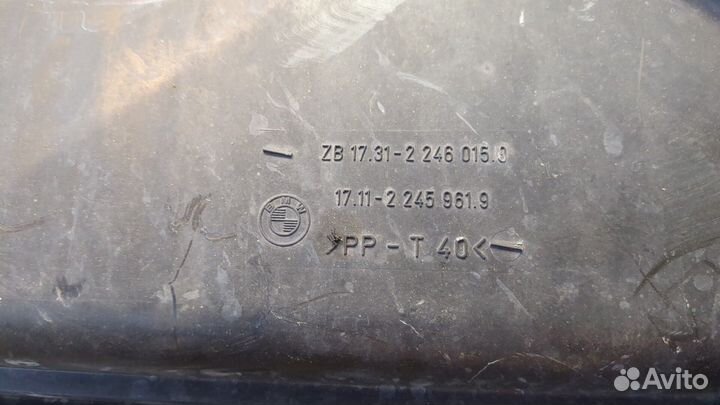 ZB 17.31-2 246 015.0
17.11-2 245 961.9
BMW
>PP-T 40<
Avito